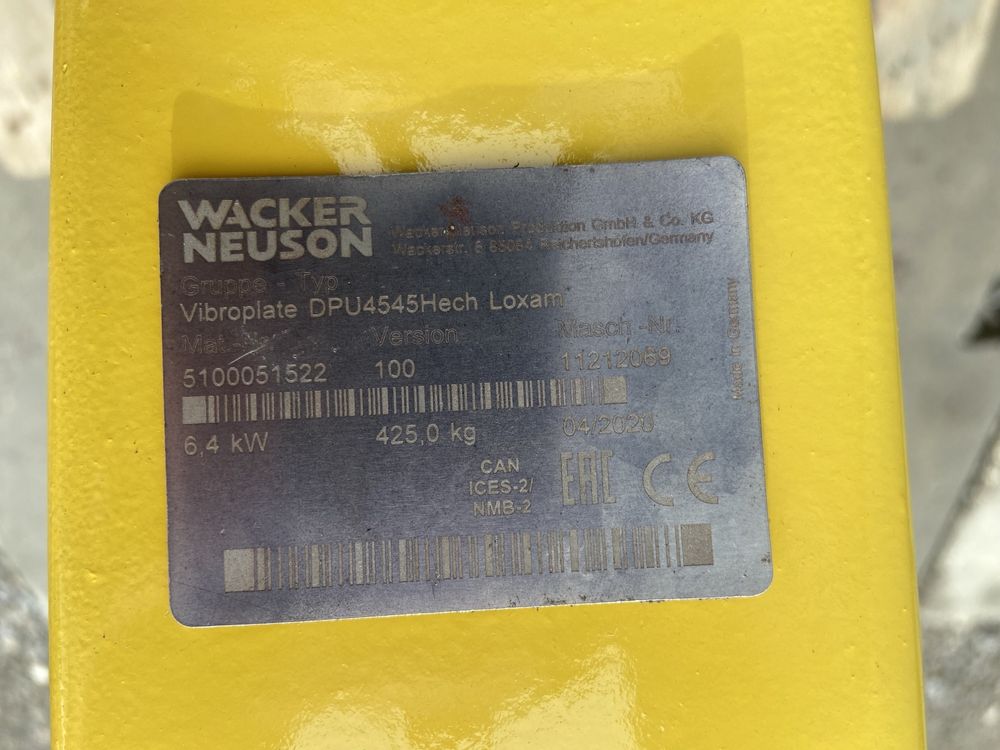 WACKER
NEUSON
Wacker Neuson Produktion GmbH & Co. KG
Wackerstr. 6 85084 Reichertshofen/Germany
Gruppe - Typ
Vibroplate DPU4545Hech Loxam
Mat.-Nr. Version Masch.-Nr.
5100051522 100 11212069
6,4 kW 425,0 kg 04/2020
CAN
ICES-2/
NMB-2
EAC CE
Made in Germany